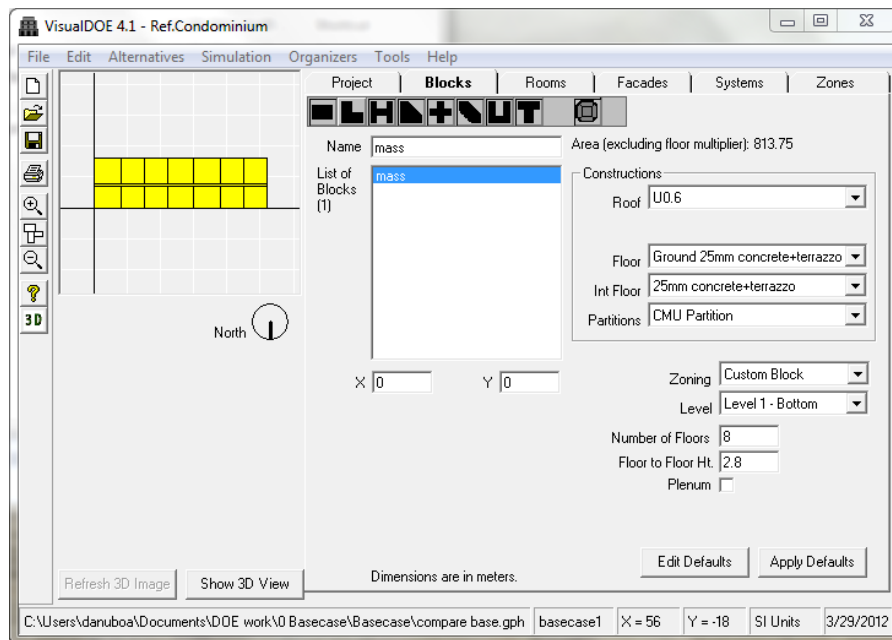 VisualDOE 4.1 - Ref.Condominium
File Edit Alternatives Simulation Organizers Tools Help
Project Blocks Rooms Facades Systems Zones
Name mass
Area (excluding floor multiplier): 813.75
List of Blocks (1)
mass
Constructions
Roof U0.6
Floor Ground 25mm concrete+terrazzo
Int Floor 25mm concrete+terrazzo
Partitions CMU Partition
3D
North
X 0 Y 0
Zoning Custom Block
Level Level 1 - Bottom
Number of Floors 8
Floor to Floor Ht. 2.8
Plenum
Edit Defaults Apply Defaults
Refresh 3D Image Show 3D View
Dimensions are in meters.
C:\Users\danuboa\Documents\DOE work\0 Basecase\Basecase\compare base.gph basecase1 X = 56 Y = -18 SI Units 3/29/2012